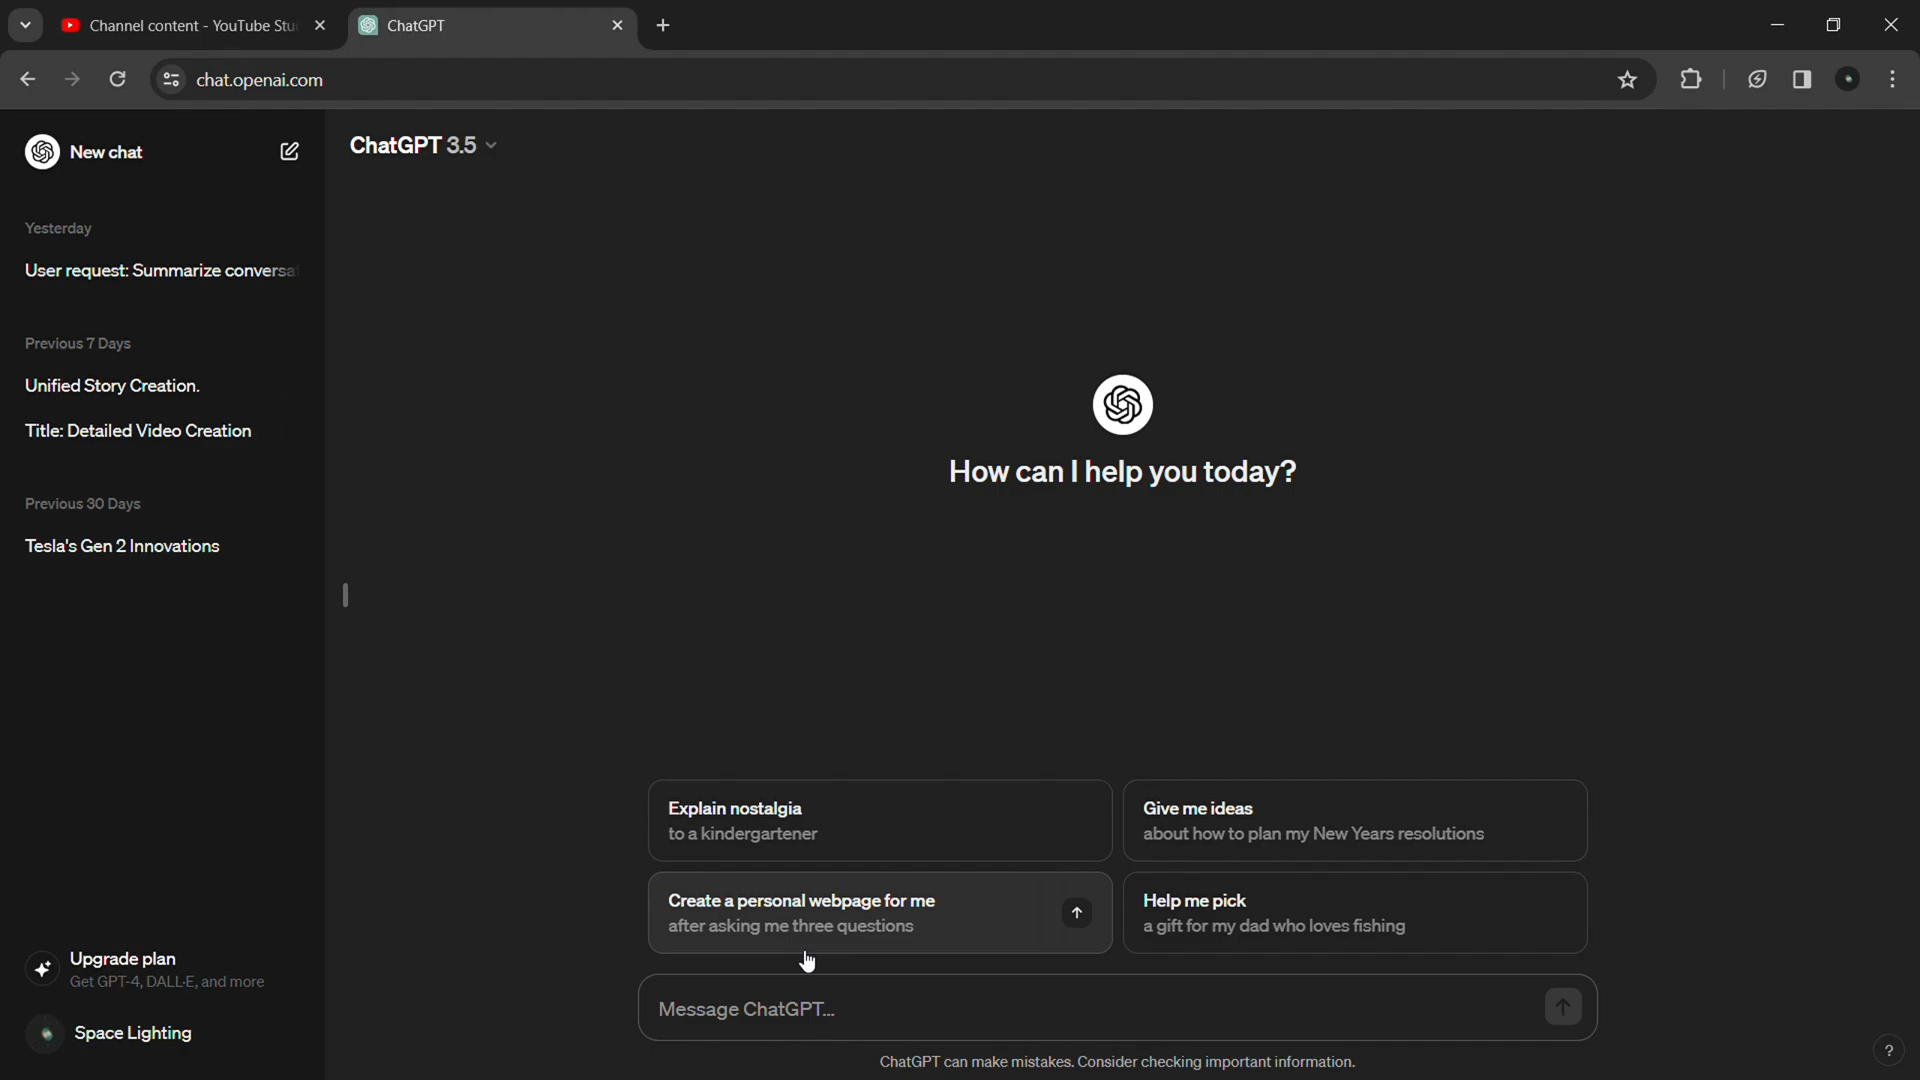 Channel content - YouTube Stu
ChatGPT
chat.openai.com
New chat
ChatGPT 3.5
Yesterday
User request: Summarize conversa
Previous 7 Days
Unified Story Creation.
Title: Detailed Video Creation
Previous 30 Days
Tesla's Gen 2 Innovations
How can I help you today?
Explain nostalgia
to a kindergartener
Give me ideas
about how to plan my New Years resolutions
Create a personal webpage for me
after asking me three questions
Help me pick
a gift for my dad who loves fishing
Upgrade plan
Get GPT-4, DALL·E, and more
Space Lighting
Message ChatGPT...
ChatGPT can make mistakes. Consider checking important information.
?